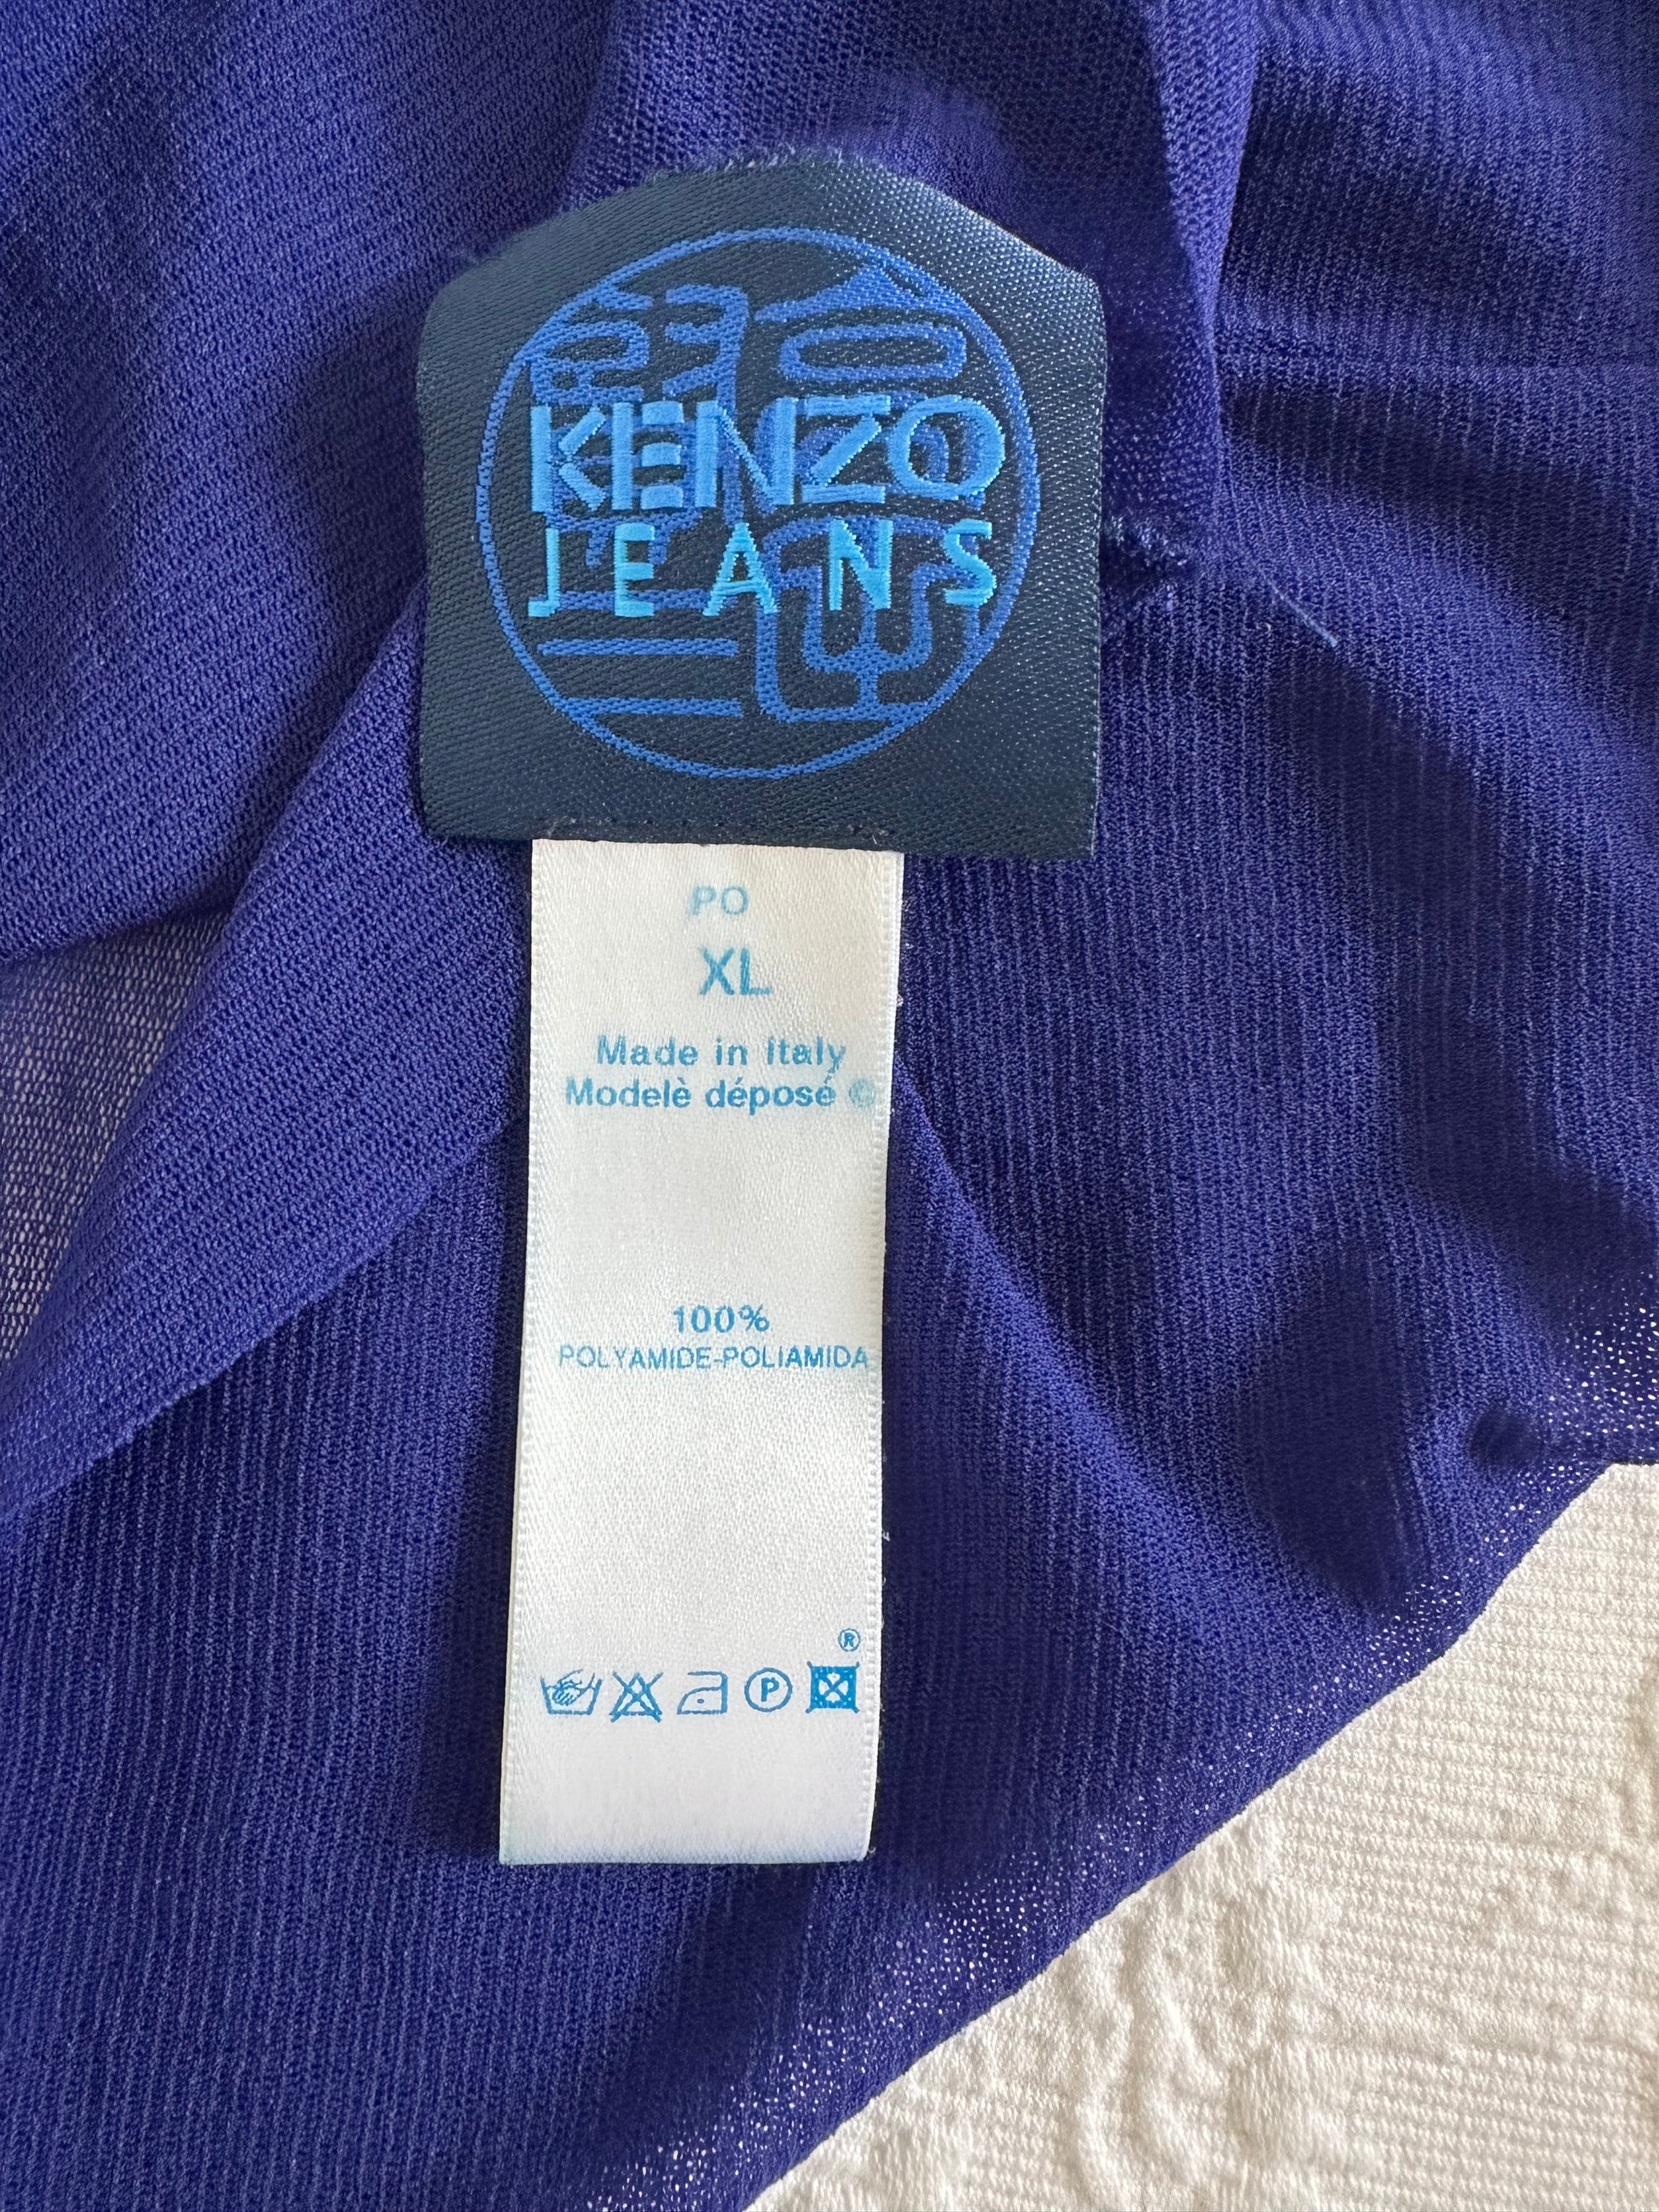 KENZO
JEANS
PO
XL
Made in Italy
Modelè déposé ©
100%
POLYAMIDE-POLIAMIDA
®
P